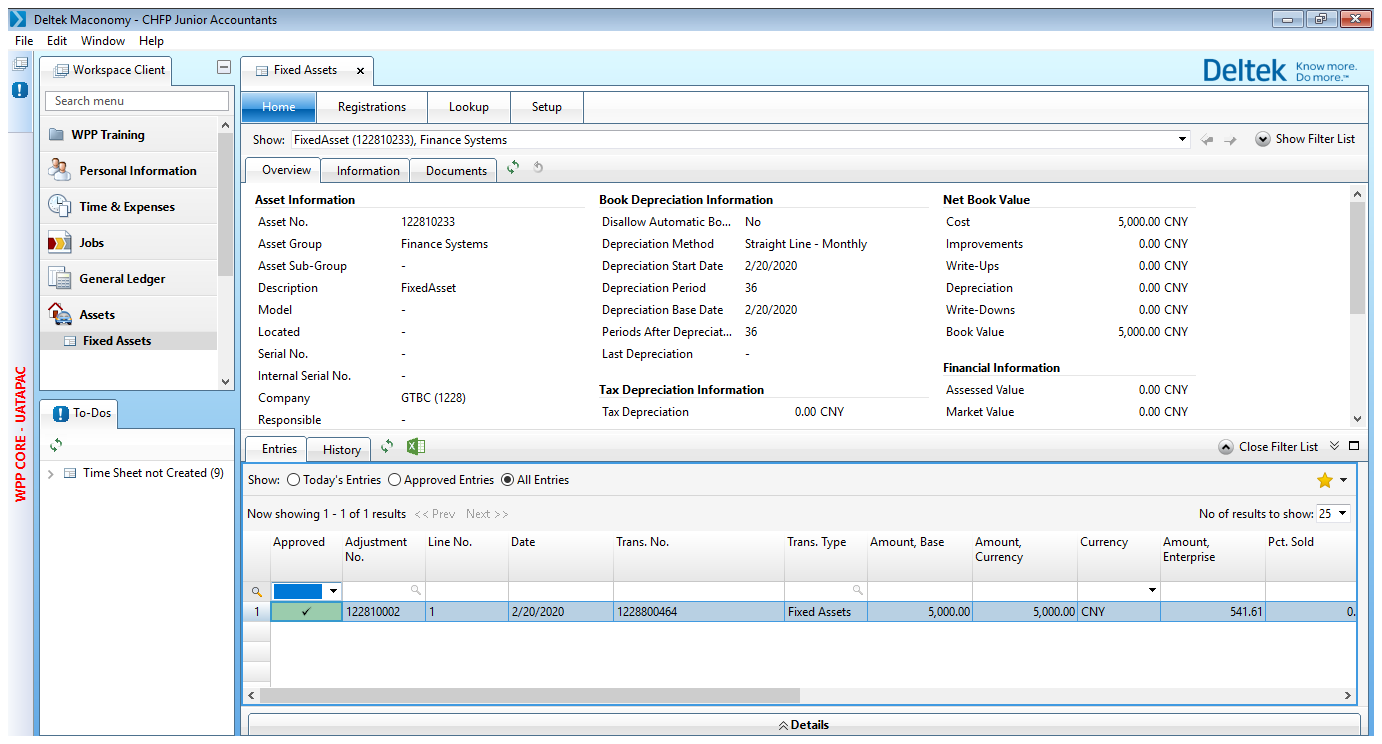 Deltek Maconomy - CHFP Junior Accountants
File Edit Window Help
Workspace Client
Search menu
WPP Training
Personal Information
Time & Expenses
Jobs
General Ledger
Assets
Fixed Assets
WPP CORE - UATAPAC
To-Dos
Time Sheet not Created (9)
Fixed Assets x
Deltek Know more. Do more.™
Home Registrations Lookup Setup
Show: FixedAsset (122810233), Finance Systems
Show Filter List
Overview Information Documents
Asset Information
Asset No. 122810233
Asset Group Finance Systems
Asset Sub-Group -
Description FixedAsset
Model -
Located -
Serial No. -
Internal Serial No. -
Company GTBC (1228)
Responsible -
Book Depreciation Information
Disallow Automatic Bo... No
Depreciation Method Straight Line - Monthly
Depreciation Start Date 2/20/2020
Depreciation Period 36
Depreciation Base Date 2/20/2020
Periods After Depreciat... 36
Last Depreciation -
Tax Depreciation Information
Tax Depreciation 0.00 CNY
Net Book Value
Cost 5,000.00 CNY
Improvements 0.00 CNY
Write-Ups 0.00 CNY
Depreciation 0.00 CNY
Write-Downs 0.00 CNY
Book Value 5,000.00 CNY
Financial Information
Assessed Value 0.00 CNY
Market Value 0.00 CNY
Entries History
Close Filter List
Show: Today's Entries Approved Entries All Entries
Now showing 1 - 1 of 1 results << Prev Next >>
No of results to show: 25
Approved Adjustment No. Line No. Date Trans. No. Trans. Type Amount, Base Amount, Currency Currency Amount, Enterprise Pct. Sold
1 ✓ 122810002 1 2/20/2020 1228800464 Fixed Assets 5,000.00 5,000.00 CNY 541.61 0.
Details